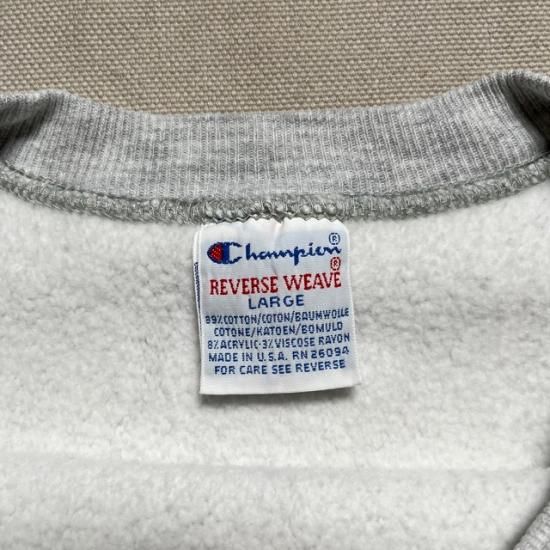 Champion®
REVERSE WEAVE®
LARGE
89% COTTON/COTON/BAUMWOLLE
COTONE/KATOEN/BOMULD
8% ACRYLIC·3% VISCOSE RAYON
MADE IN U.S.A. RN 26094
FOR CARE SEE REVERSE